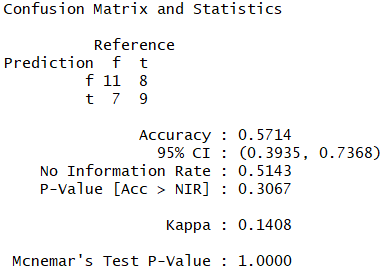 Confusion Matrix and Statistics
Reference
Prediction f t
f 11 8
t 7 9
Accuracy : 0.5714
95% CI : (0.3935, 0.7368)
No Information Rate : 0.5143
P-Value [Acc > NIR] : 0.3067
Kappa : 0.1408
Mcnemar's Test P-Value : 1.0000